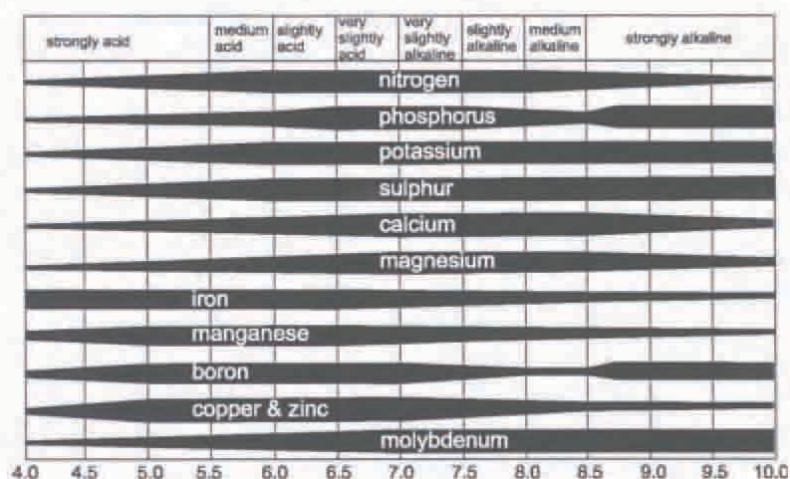 strongly acid
medium
acid
slightly
acid
very
slightly
acid
very
slightly
alkaline
slightly
alkaline
medium
alkaline
strongly alkaline
nitrogen
phosphorus
potassium
sulphur
calcium
magnesium
iron
manganese
boron
copper & zinc
molybdenum
4.0 4.5 5.0 5.5 6.0 6.5 7.0 7.5 8.0 8.5 9.0 9.5 10.0